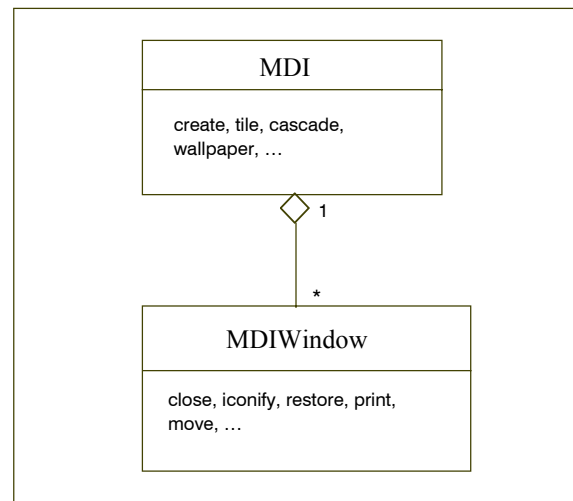 MDI
create, tile, cascade,
wallpaper, …
1
*
MDIWindow
close, iconify, restore, print,
move, …